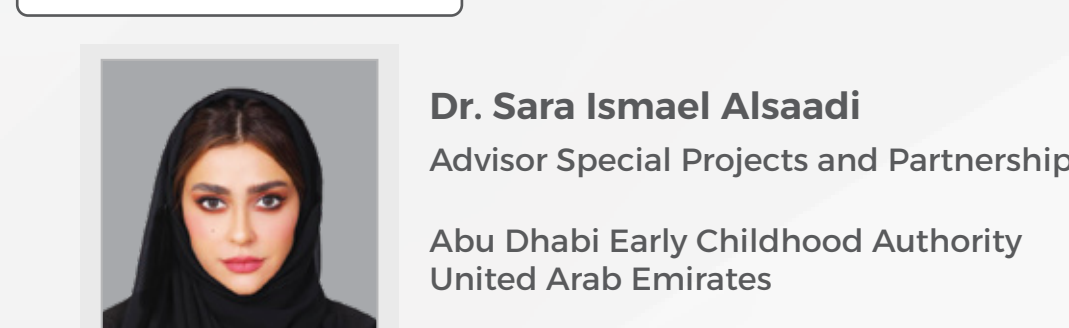 Dr. Sara Ismael Alsaadi
Advisor Special Projects and Partnership
Abu Dhabi Early Childhood Authority
United Arab Emirates